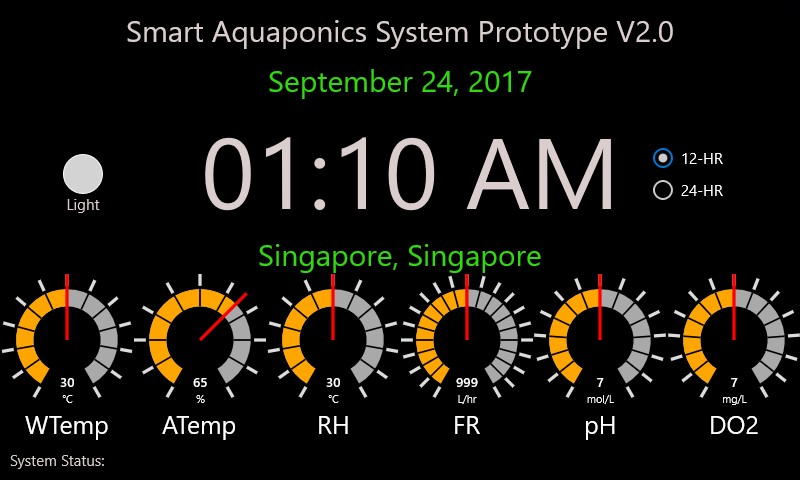 Smart Aquaponics System Prototype V2.0
September 24, 2017
01:10 AM
Light
12-HR
24-HR
Singapore, Singapore
30
°C
WTemp
65
%
ATemp
30
°C
RH
999
L/hr
FR
7
mol/L
pH
7
mg/L
DO2
System Status: